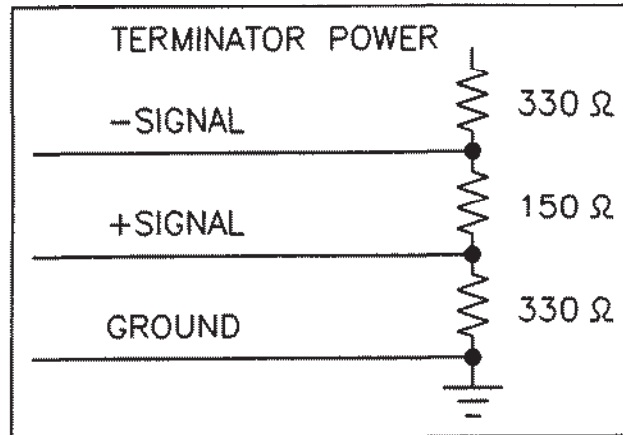 TERMINATOR POWER
330 Ω
-SIGNAL
150 Ω
+SIGNAL
330 Ω
GROUND